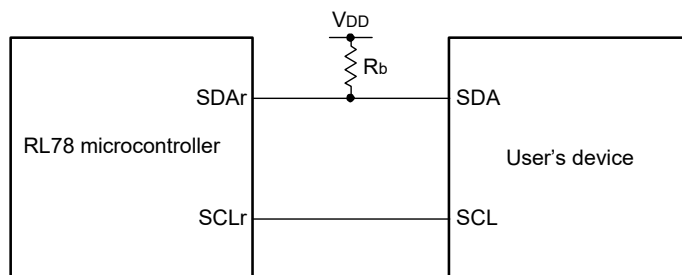 VDD
Rb
SDAr
SDA
RL78 microcontroller
User's device
SCLr
SCL